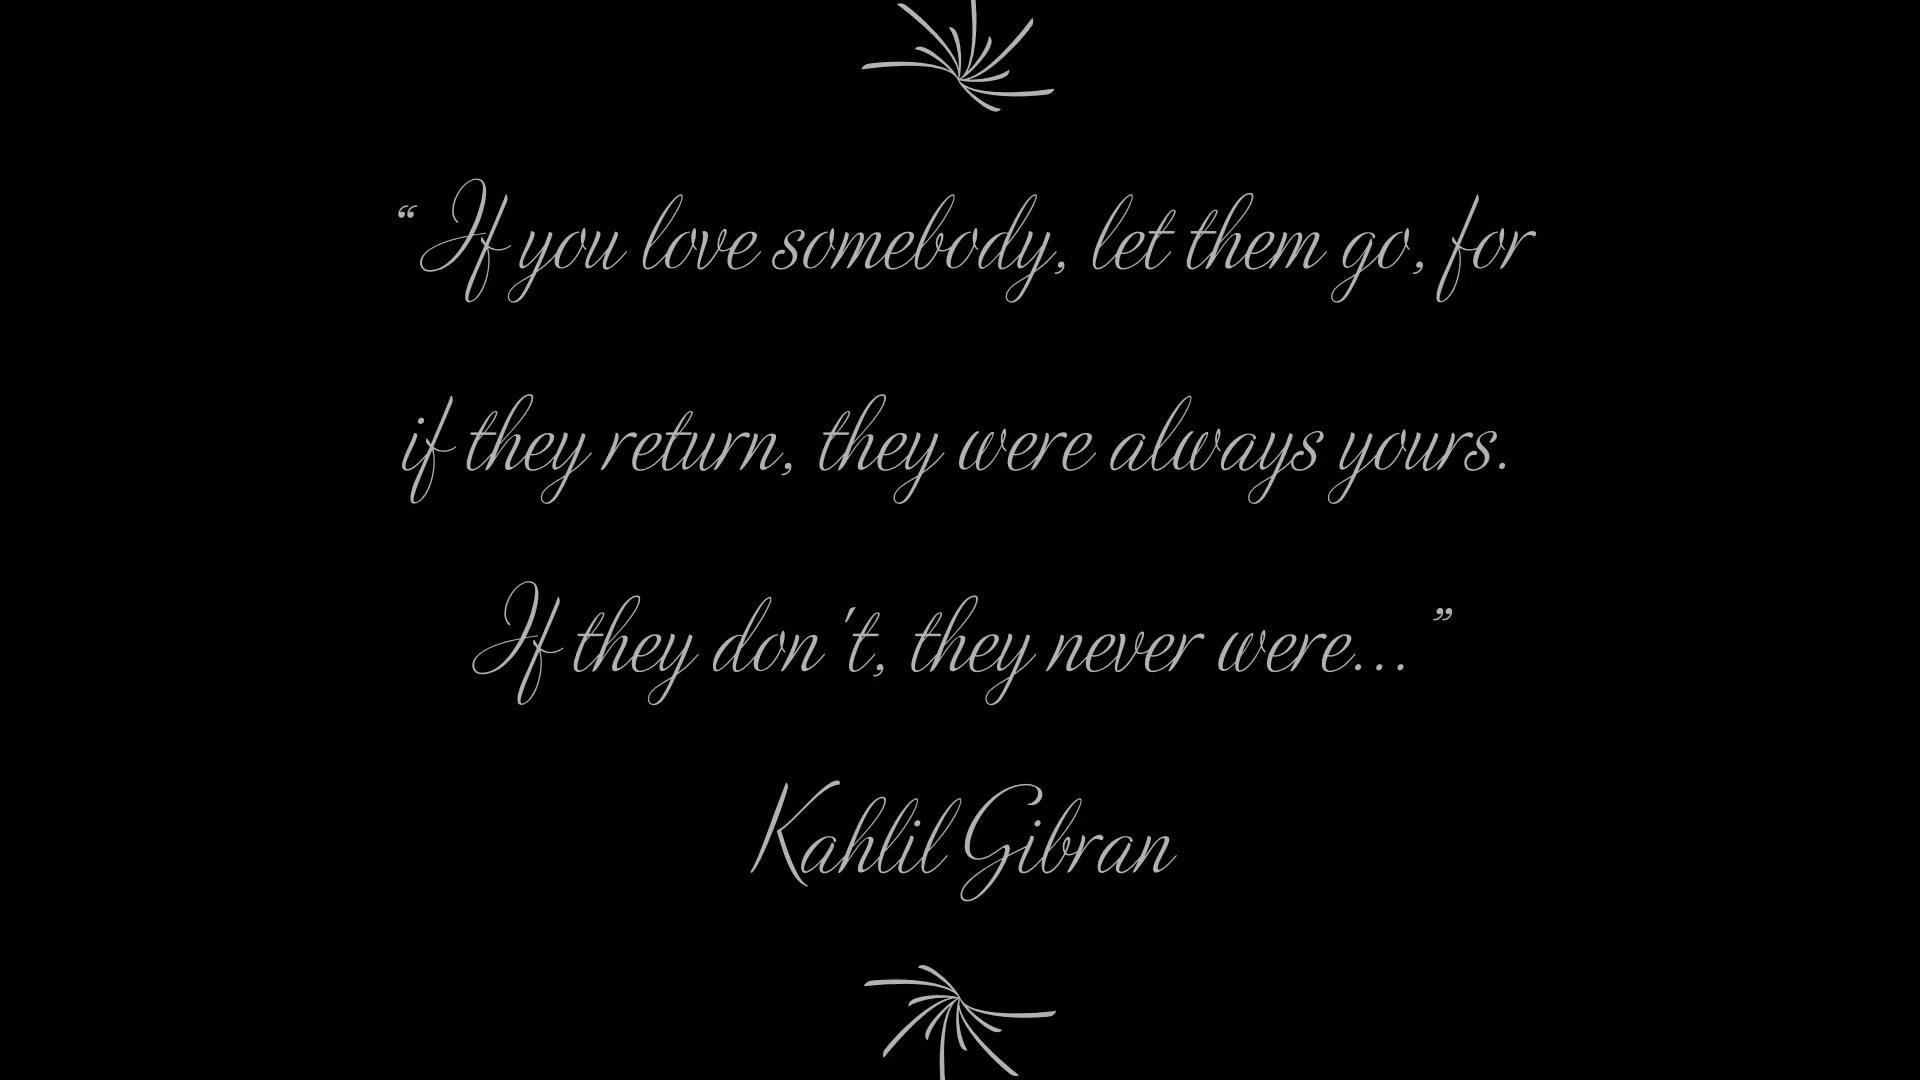 “ If you love somebody, let them go, for
if they return, they were always yours.
If they don't, they never were... ”
Kahlil Gibran